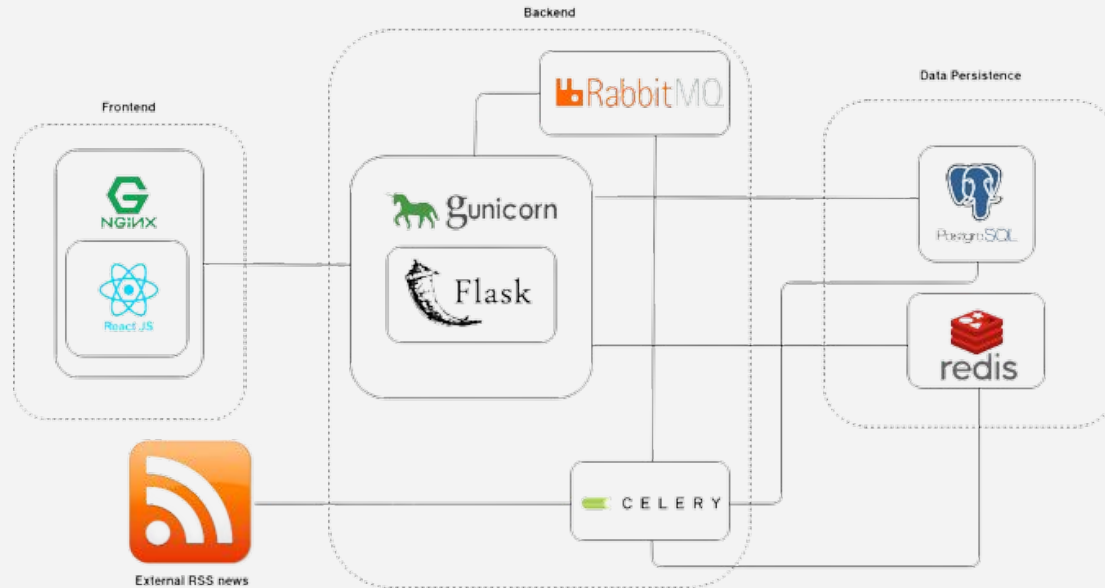 Backend
RabbitMQ
Data Persistence
Frontend
NGINX
gunicorn
PostgreSQL
Flask
React JS
redis
CELERY
External RSS news